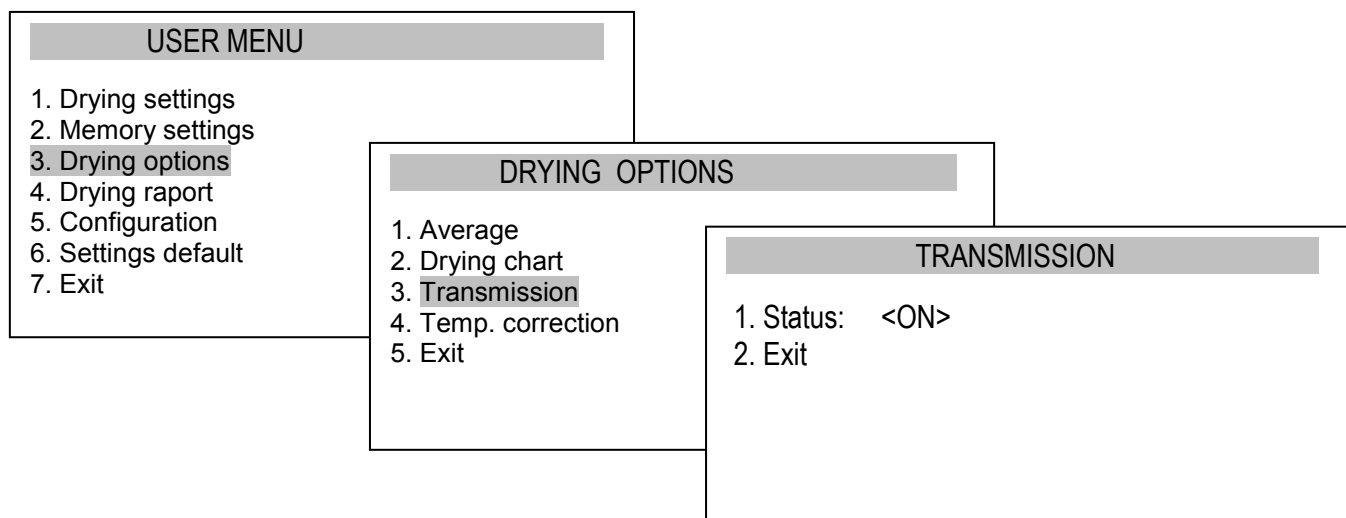 USER MENU
1. Drying settings
2. Memory settings
3. Drying options
4. Drying raport
5. Configuration
6. Settings default
7. Exit
DRYING OPTIONS
1. Average
2. Drying chart
3. Transmission
4. Temp. correction
5. Exit
TRANSMISSION
1. Status: <ON>
2. Exit